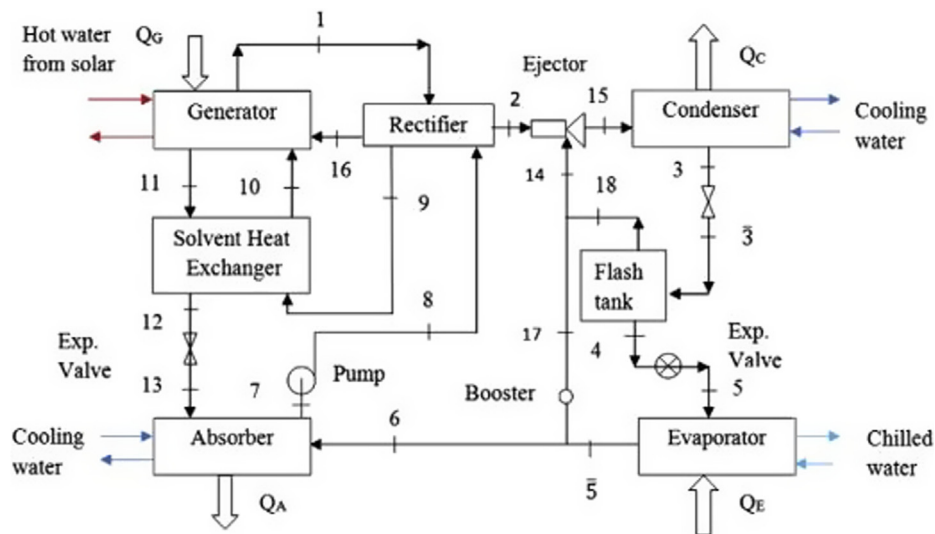 1
Hot water
from solar
QG
Generator
Rectifier
2
Ejector
15
QC
Condenser
Cooling
water
16
14
18
3
11
10
9
3̅
Solvent Heat
Exchanger
Flash
tank
8
12
17
4
Exp.
Valve
Exp.
Valve
13
7
Pump
5
Booster
Cooling
water
Absorber
6
Evaporator
Chilled
water
5̅
QA
QE